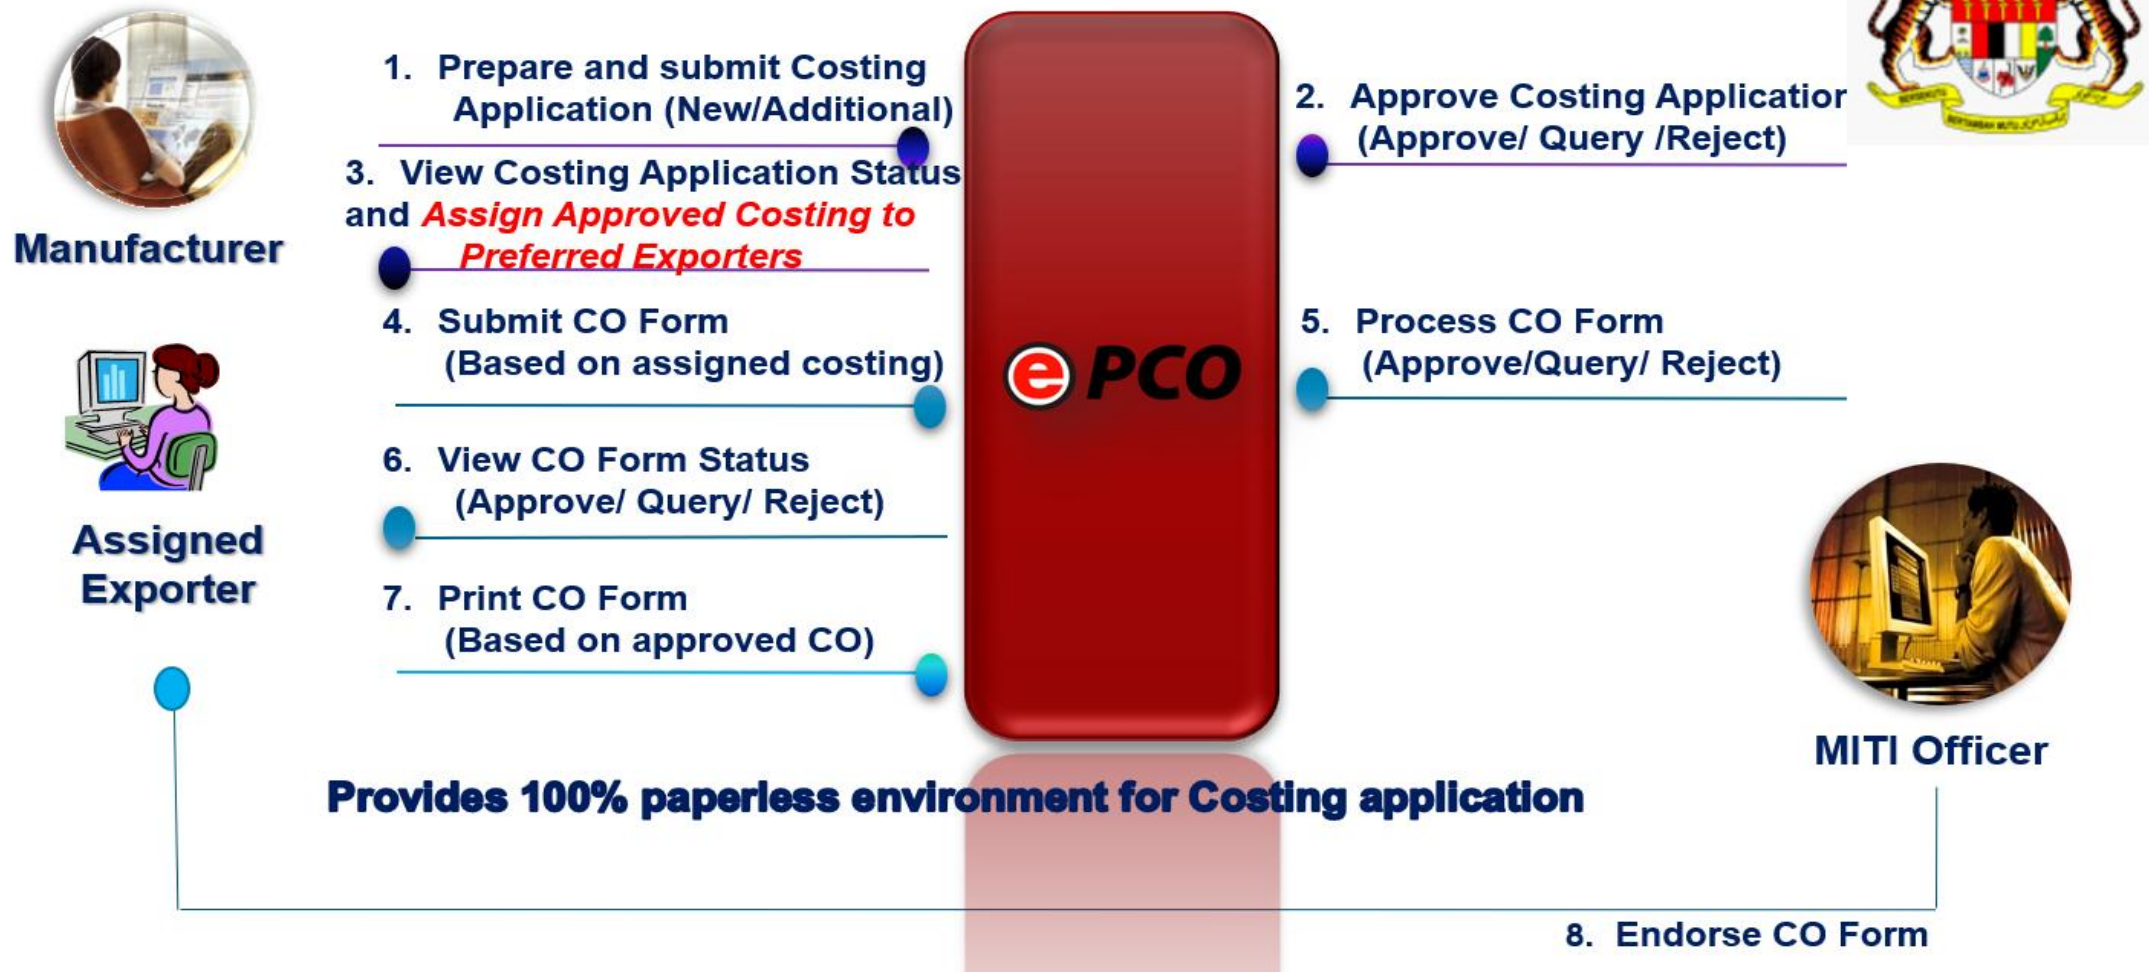 1. Prepare and submit Costing
Application (New/Additional)
2. Approve Costing Application
(Approve/ Query /Reject)
3. View Costing Application Status
and Assign Approved Costing to
Preferred Exporters
Manufacturer
4. Submit CO Form
(Based on assigned costing)
e PCO
5. Process CO Form
(Approve/Query/ Reject)
6. View CO Form Status
(Approve/ Query/ Reject)
Assigned
Exporter
7. Print CO Form
(Based on approved CO)
MITI Officer
Provides 100% paperless environment for Costing application
8. Endorse CO Form